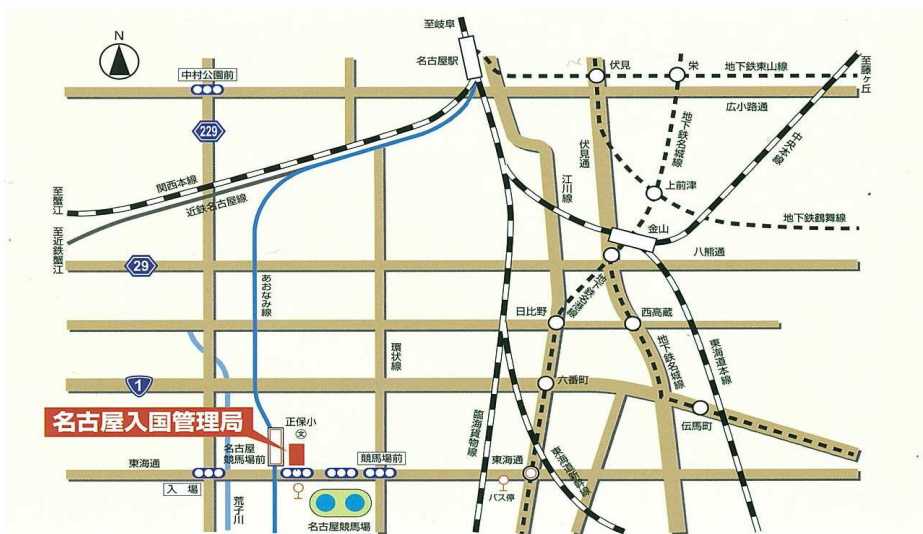 至岐阜
N
名古屋駅
伏見
栄
地下鉄東山線
至藤ヶ丘
中村公園前
広小路通
229
地下鉄名城線
中央本線
伏見通
江川線
関西本線
近鉄名古屋線
上前津
至蟹江
至近鉄蟹江
金山
地下鉄鶴舞線
八熊通
29
あおなみ線
地下鉄名港線
日比野
西高蔵
環状線
地下鉄名城線
東海道本線
1
六番町
名古屋入国管理局
正保小
文
伝馬町
臨海貨物線
東海道新幹線
名古屋競馬場前
競馬場前
東海通
東海通
入場
荒子川
バス停
名古屋競馬場